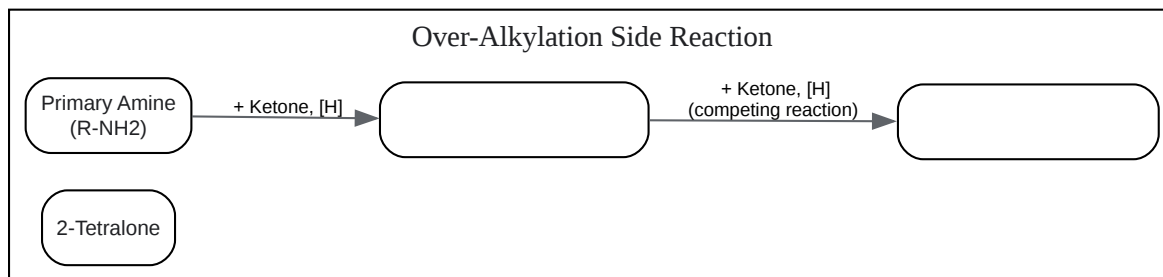 Over-Alkylation Side Reaction
Primary Amine
(R-NH2)
+ Ketone, [H]
+ Ketone, [H]
(competing reaction)
2-Tetralone